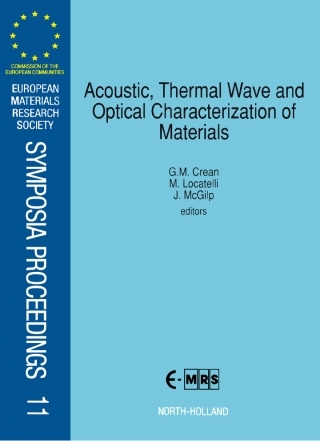 COMMISSION OF THE
EUROPEAN COMMUNITIES
EUROPEAN
MATERIALS
RESEARCH
SOCIETY
SYMPOSIA PROCEEDINGS 11
Acoustic, Thermal Wave and
Optical Characterization of
Materials
G.M. Crean
M. Locatelli
J. McGilp
editors
E-MRS
NORTH-HOLLAND